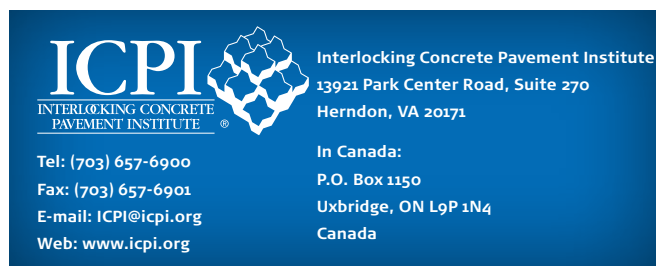 ICPI
INTERLOCKING CONCRETE
PAVEMENT INSTITUTE ®
Tel: (703) 657-6900
Fax: (703) 657-6901
E-mail: ICPI@icpi.org
Web: www.icpi.org
Interlocking Concrete Pavement Institute
13921 Park Center Road, Suite 270
Herndon, VA 20171
In Canada:
P.O. Box 1150
Uxbridge, ON L9P 1N4
Canada